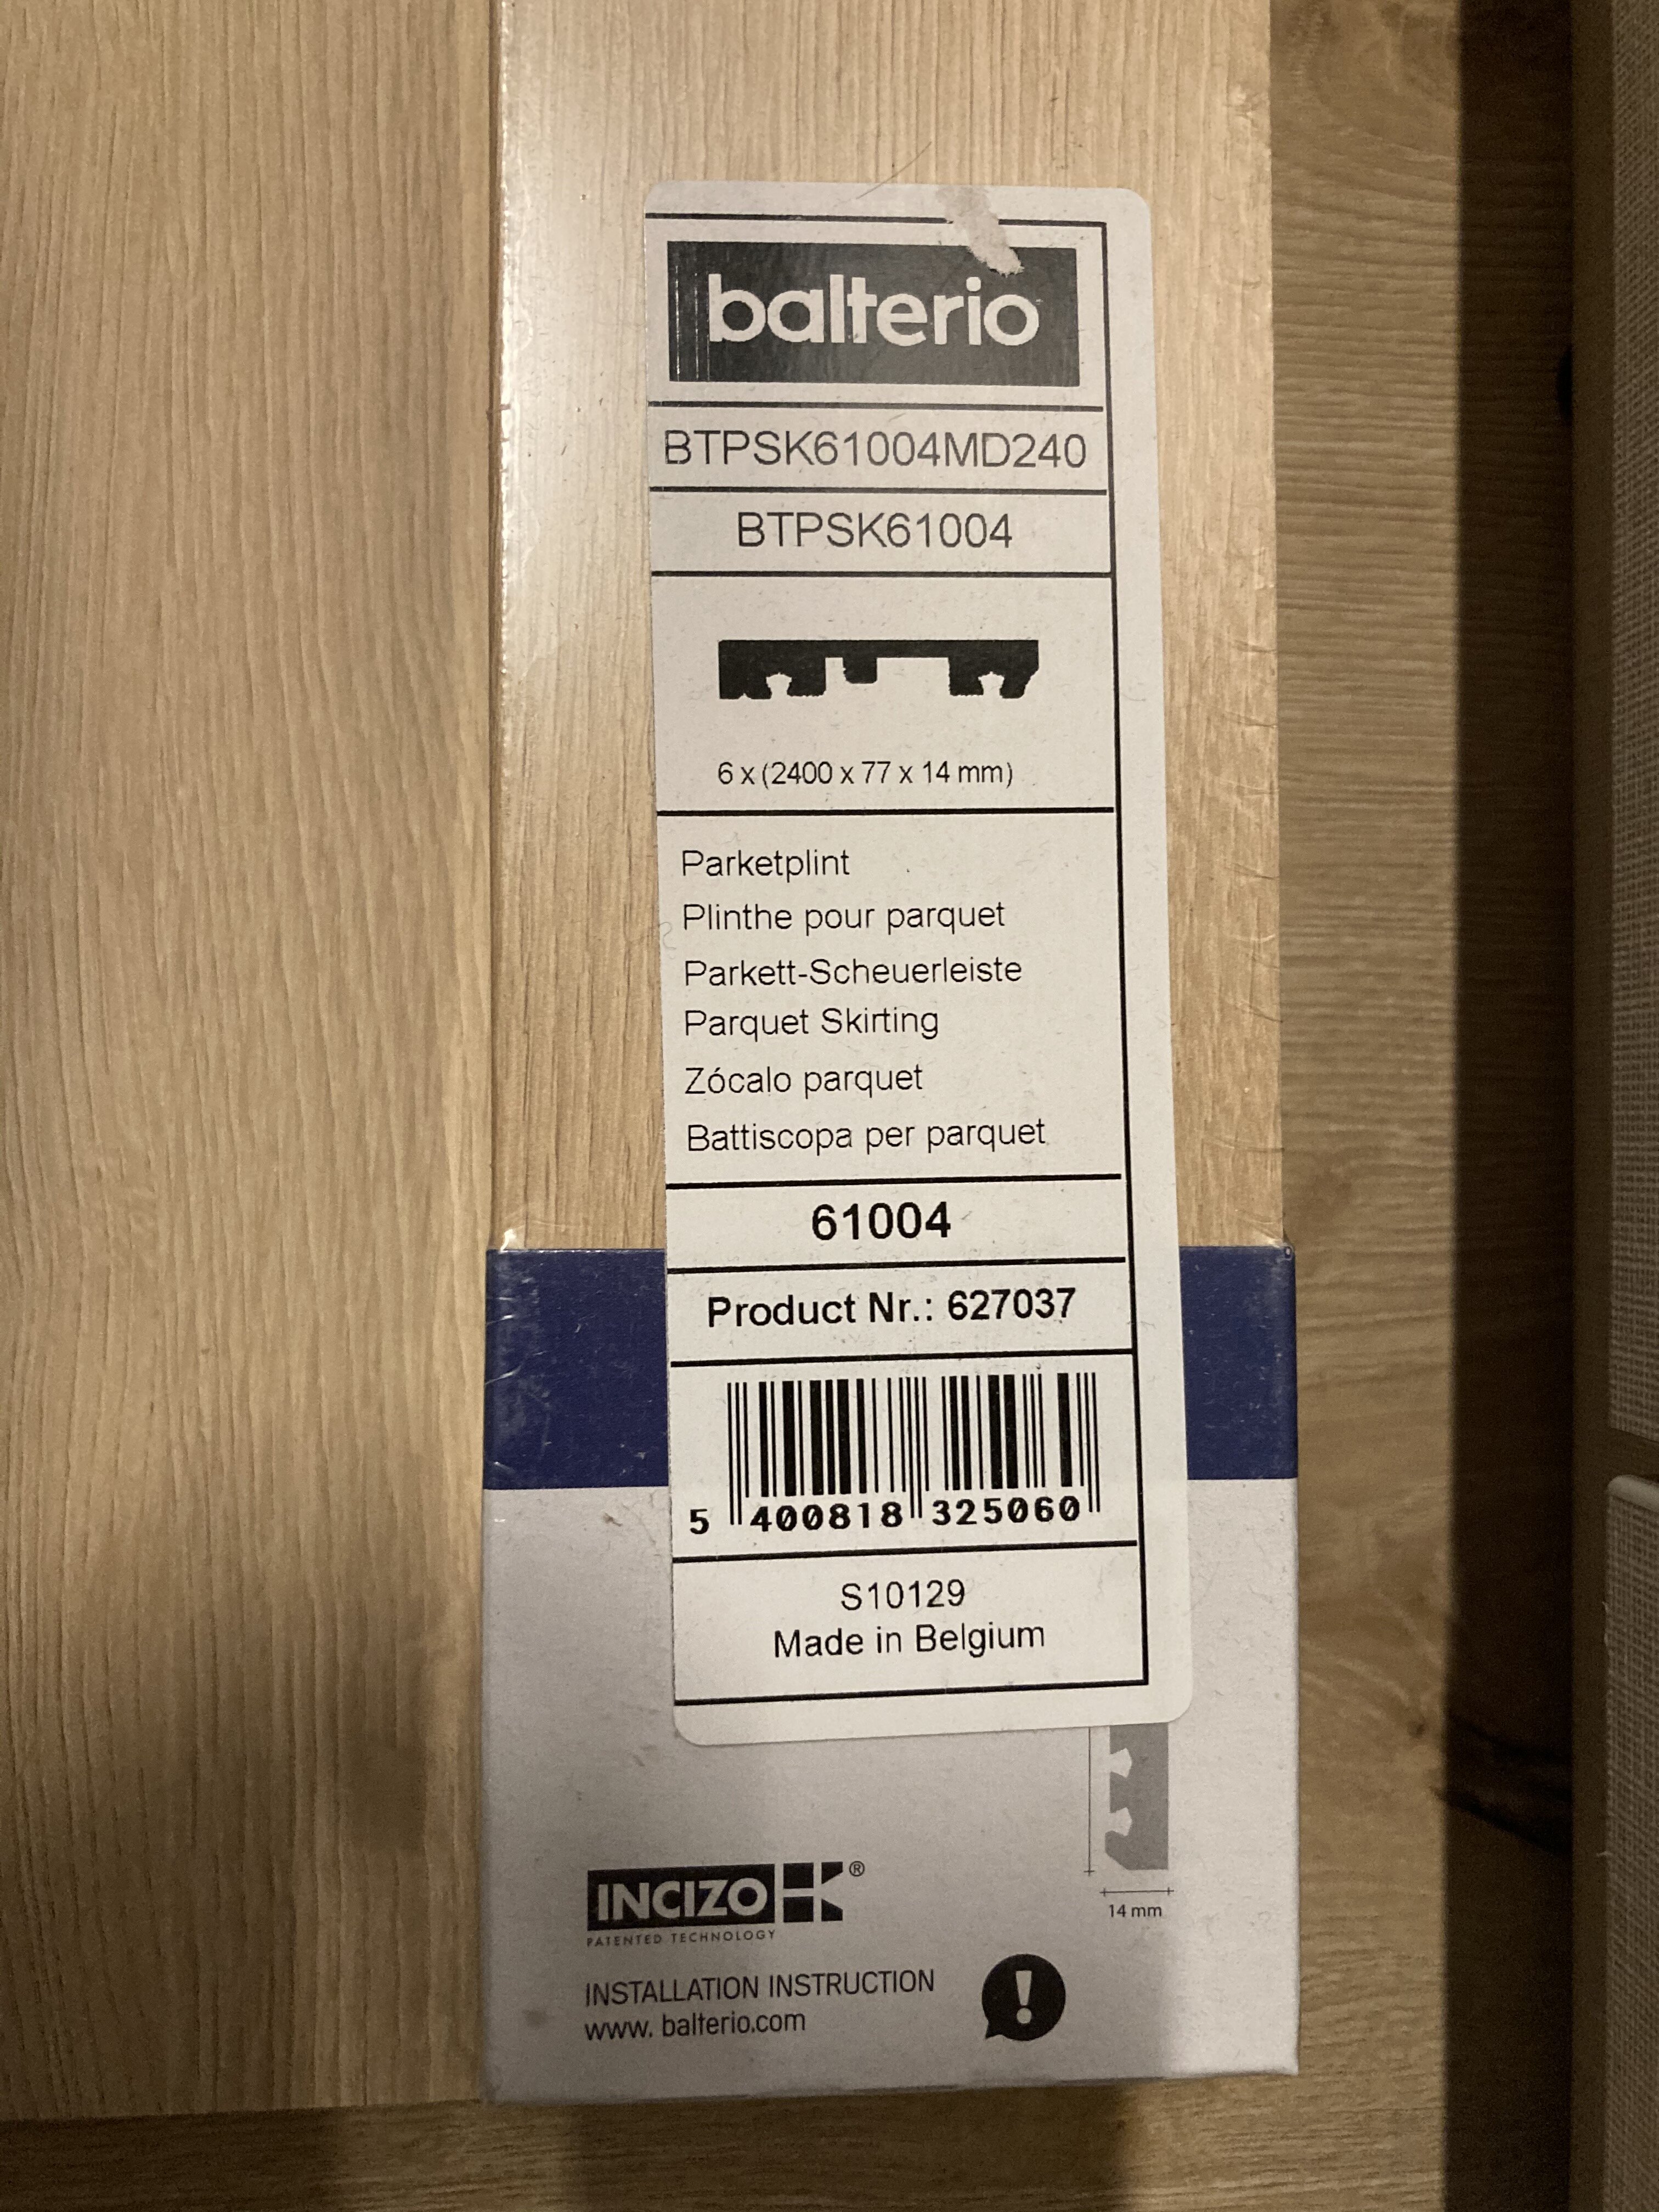 balterio
BTPSK61004MD240
BTPSK61004
6 x (2400 x 77 x 14 mm)
Parketplint
Plinthe pour parquet
Parkett-Scheuerleiste
Parquet Skirting
Zócalo parquet
Battiscopa per parquet
61004
Product Nr.: 627037
5 400818 325060
S10129
Made in Belgium
14 mm
INCIZO ®
PATENTED TECHNOLOGY
INSTALLATION INSTRUCTION
www. balterio.com